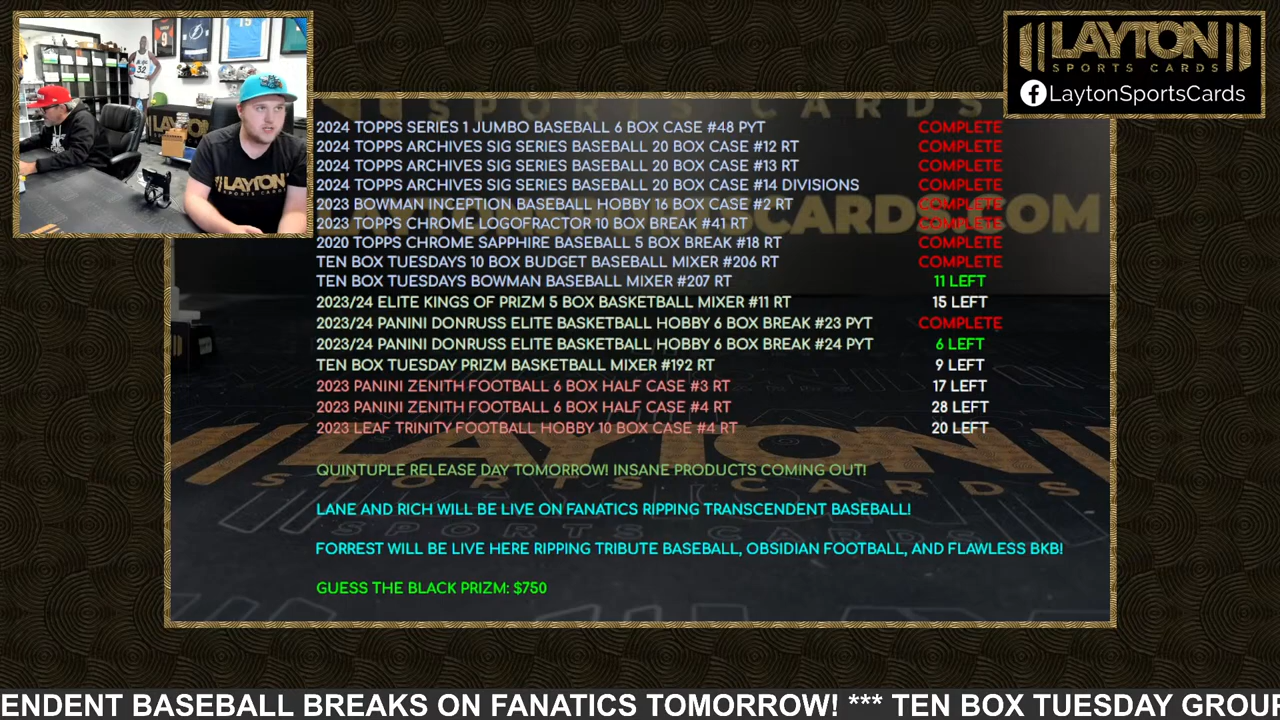 LAYTON
SPORTS CARDS
LaytonSportsCards
SPORTS CARDS
2024 TOPPS SERIES 1 JUMBO BASEBALL 6 BOX CASE #48 PYT COMPLETE
2024 TOPPS ARCHIVES SIG SERIES BASEBALL 20 BOX CASE #12 RT COMPLETE
2024 TOPPS ARCHIVES SIG SERIES BASEBALL 20 BOX CASE #13 RT COMPLETE
2024 TOPPS ARCHIVES SIG SERIES BASEBALL 20 BOX CASE #14 DIVISIONS COMPLETE
2023 BOWMAN INCEPTION BASEBALL HOBBY 16 BOX CASE #2 RT COMPLETE
2023 TOPPS CHROME LOGOFRACTOR 10 BOX BREAK #41 RT COMPLETE
2020 TOPPS CHROME SAPPHIRE BASEBALL 5 BOX BREAK #18 RT COMPLETE
TEN BOX TUESDAYS 10 BOX BUDGET BASEBALL MIXER #206 RT COMPLETE
TEN BOX TUESDAYS BOWMAN BASEBALL MIXER #207 RT 11 LEFT
2023/24 ELITE KINGS OF PRIZM 5 BOX BASKETBALL MIXER #11 RT 15 LEFT
2023/24 PANINI DONRUSS ELITE BASKETBALL HOBBY 6 BOX BREAK #23 PYT COMPLETE
2023/24 PANINI DONRUSS ELITE BASKETBALL HOBBY 6 BOX BREAK #24 PYT 6 LEFT
TEN BOX TUESDAY PRIZM BASKETBALL MIXER #192 RT 9 LEFT
2023 PANINI ZENITH FOOTBALL 6 BOX HALF CASE #3 RT 17 LEFT
2023 PANINI ZENITH FOOTBALL 6 BOX HALF CASE #4 RT 28 LEFT
2023 LEAF TRINITY FOOTBALL HOBBY 10 BOX CASE #4 RT 20 LEFT
QUINTUPLE RELEASE DAY TOMORROW! INSANE PRODUCTS COMING OUT!
LANE AND RICH WILL BE LIVE ON FANATICS RIPPING TRANSCENDENT BASEBALL!
FORREST WILL BE LIVE HERE RIPPING TRIBUTE BASEBALL, OBSIDIAN FOOTBALL, AND FLAWLESS BKB!
GUESS THE BLACK PRIZM: $750
ENDENT BASEBALL BREAKS ON FANATICS TOMORROW! *** TEN BOX TUESDAY GROUP